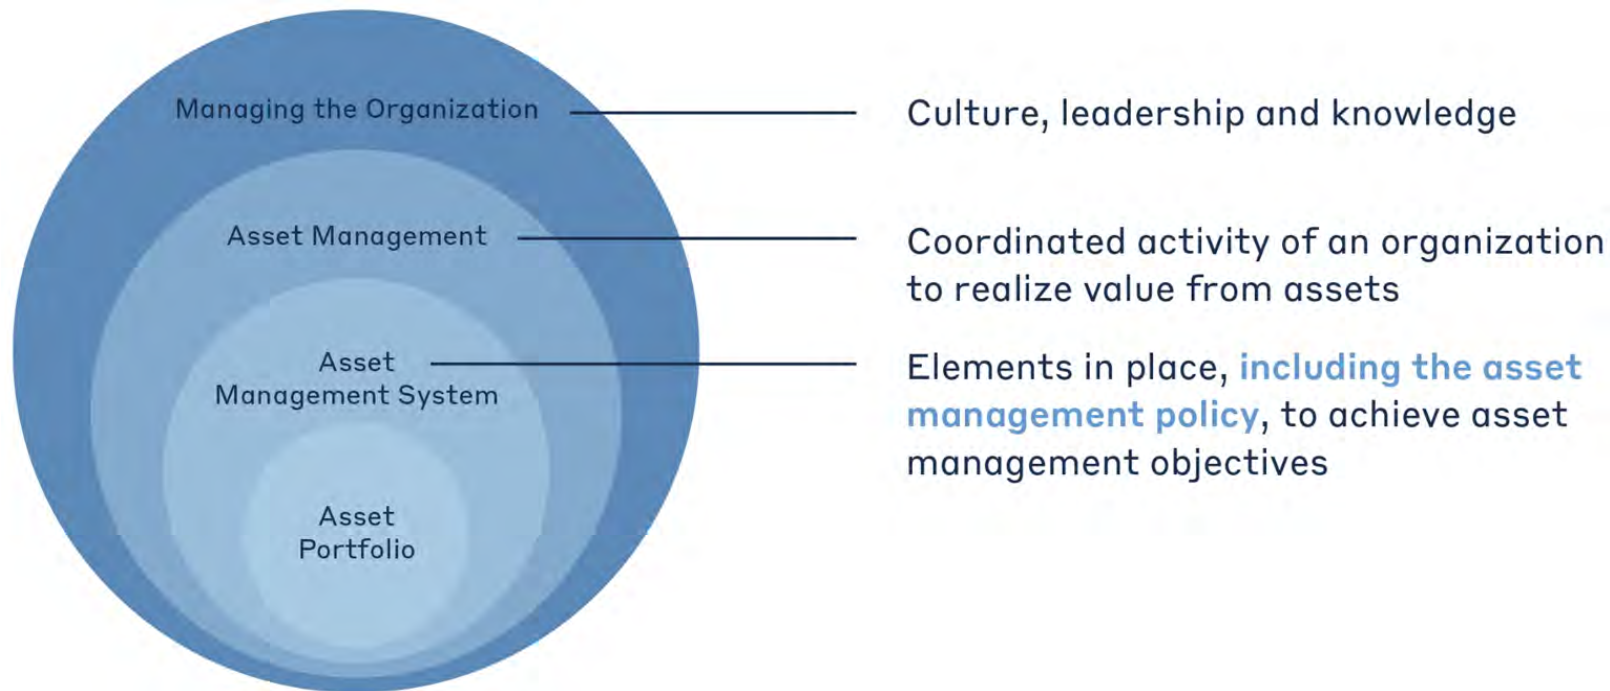 Managing the Organization
Culture, leadership and knowledge
Asset Management
Coordinated activity of an organization
to realize value from assets
Asset
Management System
Elements in place, including the asset
management policy, to achieve asset
management objectives
Asset
Portfolio